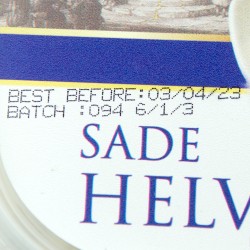 BEST BEFORE:03/04/23
BATCH :094 6/1/3
SADE
HELV